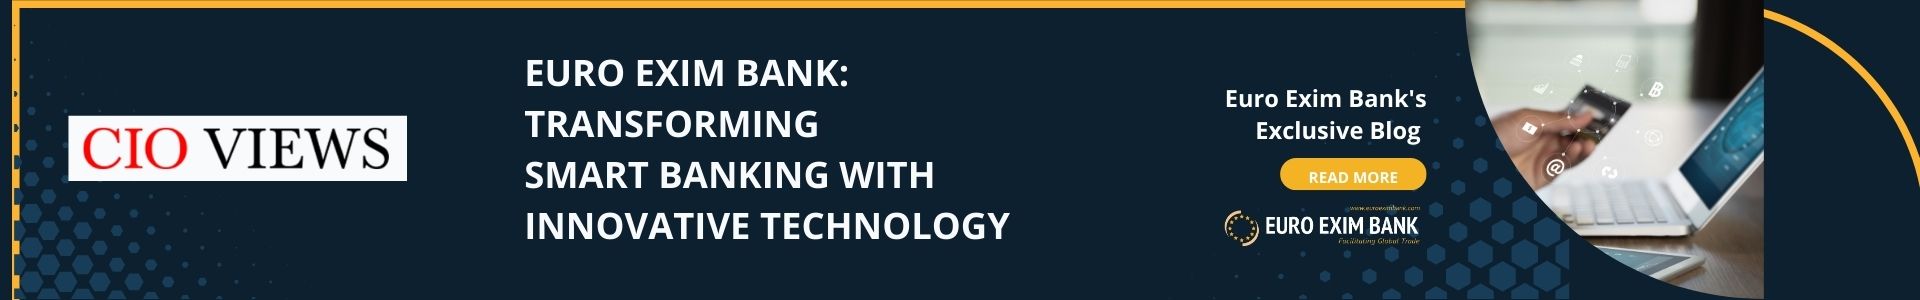 CIO VIEWS
EURO EXIM BANK:
TRANSFORMING
SMART BANKING WITH
INNOVATIVE TECHNOLOGY
Euro Exim Bank's
Exclusive Blog
READ MORE
www.euroeximbank.com
EURO EXIM BANK
Facilitating Global Trade